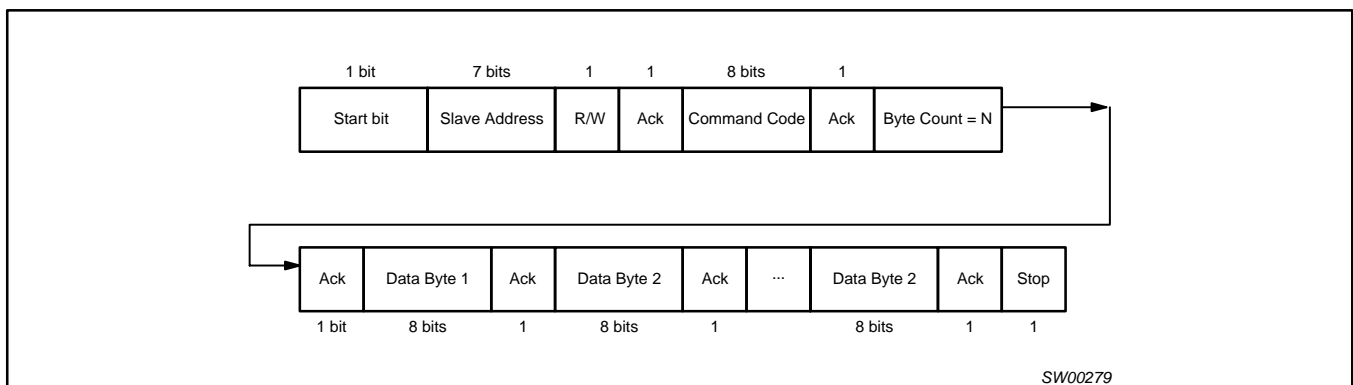 1 bit 7 bits 1 1 8 bits 1
Start bit Slave Address R/W Ack Command Code Ack Byte Count = N
Ack Data Byte 1 Ack Data Byte 2 Ack ... Data Byte 2 Ack Stop
1 bit 8 bits 1 8 bits 1 8 bits 1 1
SW00279